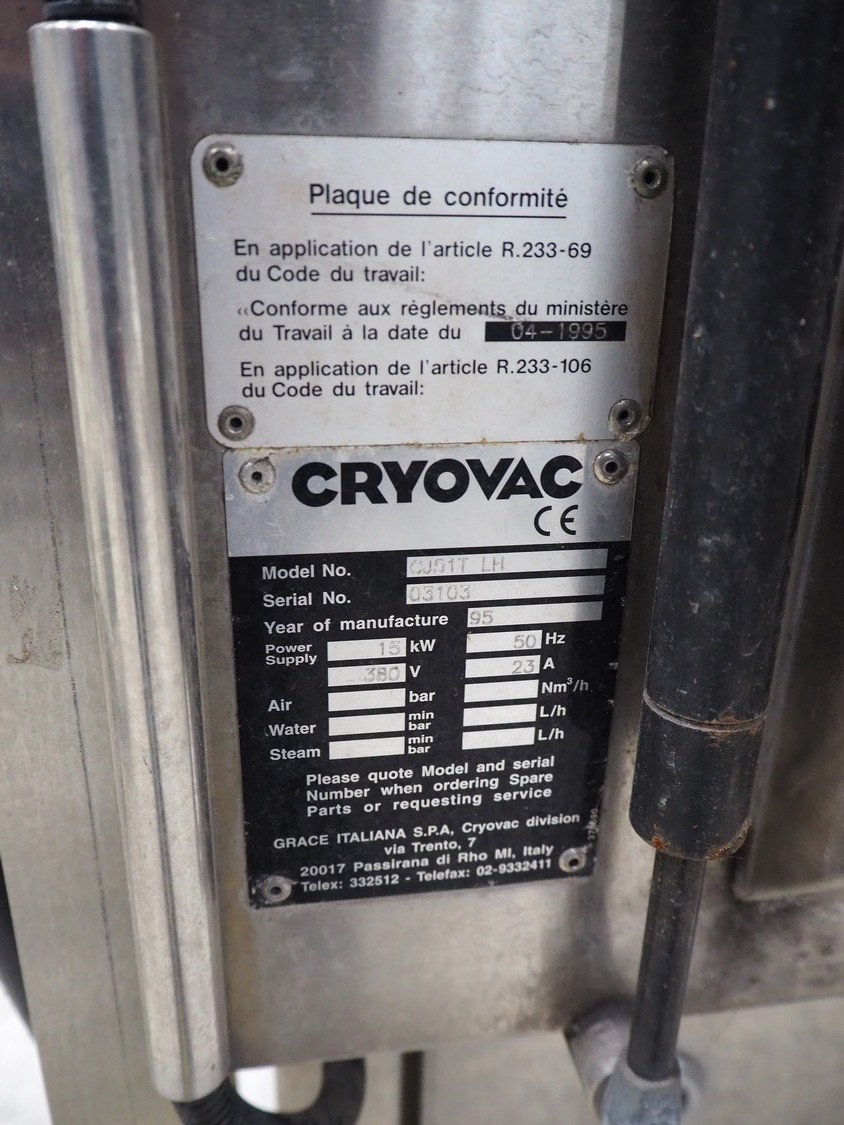 Plaque de conformité
En application de l'article R.233-69
du Code du travail:
‹‹Conforme aux règlements du ministère
du Travail à la date du 04-1995
En application de l'article R.233-106
du Code du travail:
CRYOVAC
CE
Model No. CJ51T LH
Serial No. 03103
Year of manufacture 95
Power Supply 15 kW 50 Hz
380 V 23 A
Air bar Nm³/h
Water min bar L/h
Steam min bar L/h
Please quote Model and serial
Number when ordering Spare
Parts or requesting service
GRACE ITALIANA S.P.A, Cryovac division
via Trento, 7
20017 Passirana di Rho MI, Italy
Telex: 332512 - Telefax: 02-9332411